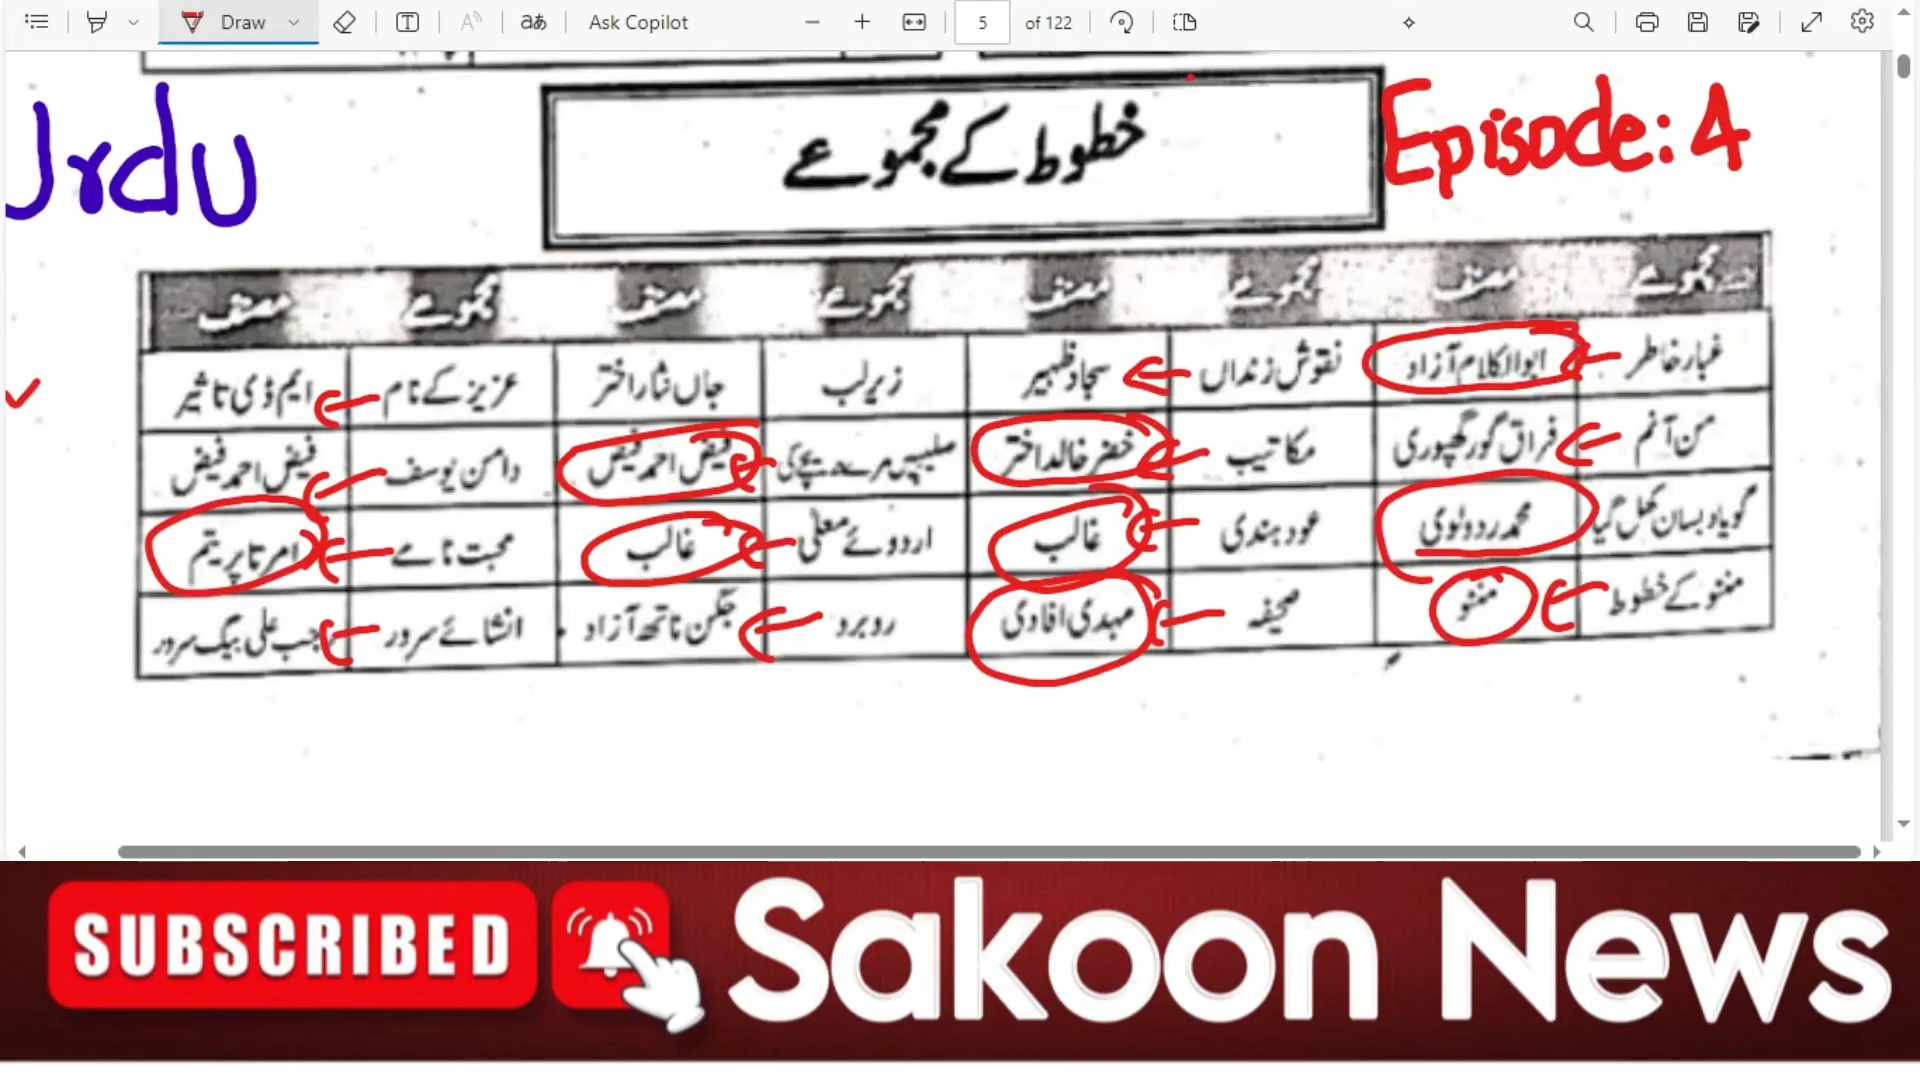 Draw
Ask Copilot
5 of 122
Urdu
خطوط کے مجموعے
Episode: 4
مجموعے مصنف مجموعے مصنف مجموعے مصنف مجموعے مصنف
غبار خاطر ابوالکلام آزاد نقوش زنداں سجاد ظہیر زیر لب جاں نثار اختر عزیز کے نام ایم ڈی تاثیر
من آنم فراق گورکھپوری مکاتیب خضر خالد اختر صلیبیں مرے دریچے کی فیض احمد فیض دامن یوسف فیض احمد فیض
گویا دبستان کھل گیا محمد ردولوی عود ہندی غالب اردوئے معلیٰ غالب محبت نامے امرتا پریتم
منٹو کے خطوط منٹو صحیفہ مہدی افادی روبرو جگن ناتھ آزاد انشائے سرور رجب علی بیگ سرور
SUBSCRIBED
Sakoon News